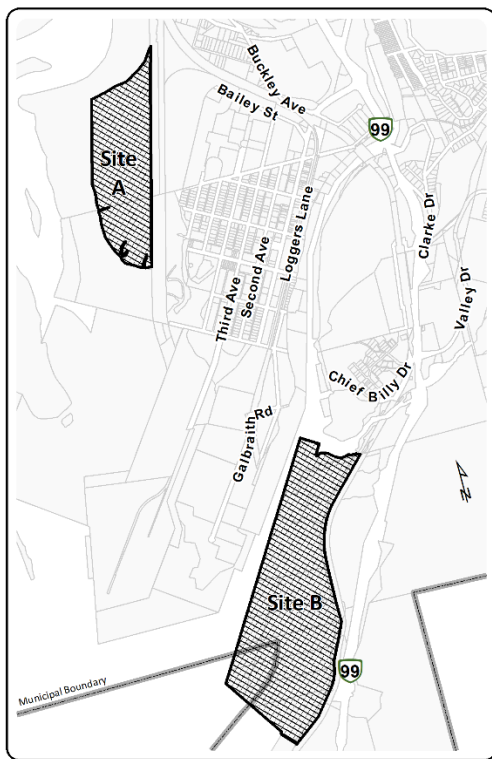 Buckley Ave
Bailey St
99
Site
A
Loggers Lane
Clarke Dr
Second Ave
Third Ave
Valley Dr
Chief Billy Dr
Galbraith Rd
N
Site B
99
Municipal Boundary